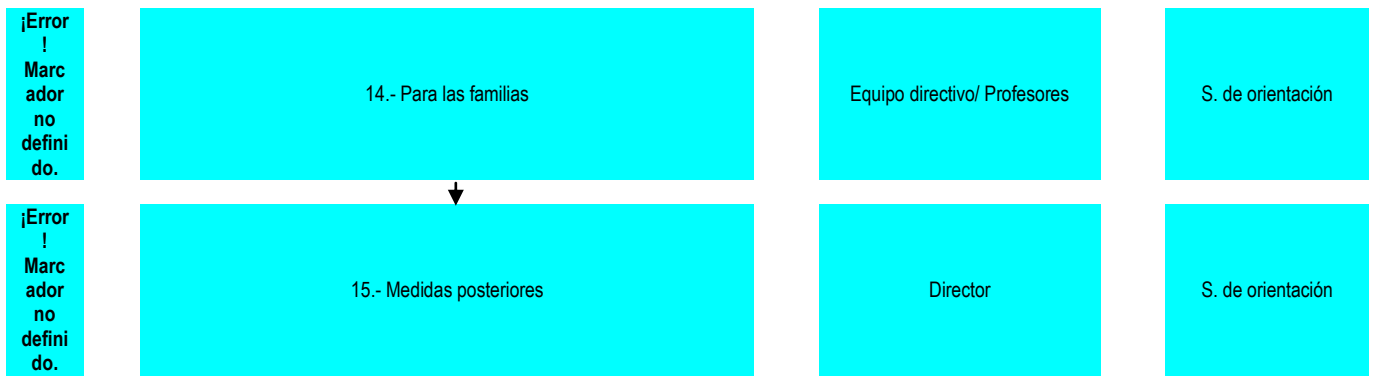 ¡Error
!
Marc
ador
no
defini
do.
14.- Para las familias
Equipo directivo/ Profesores
S. de orientación
¡Error
!
Marc
ador
no
defini
do.
15.- Medidas posteriores
Director
S. de orientación